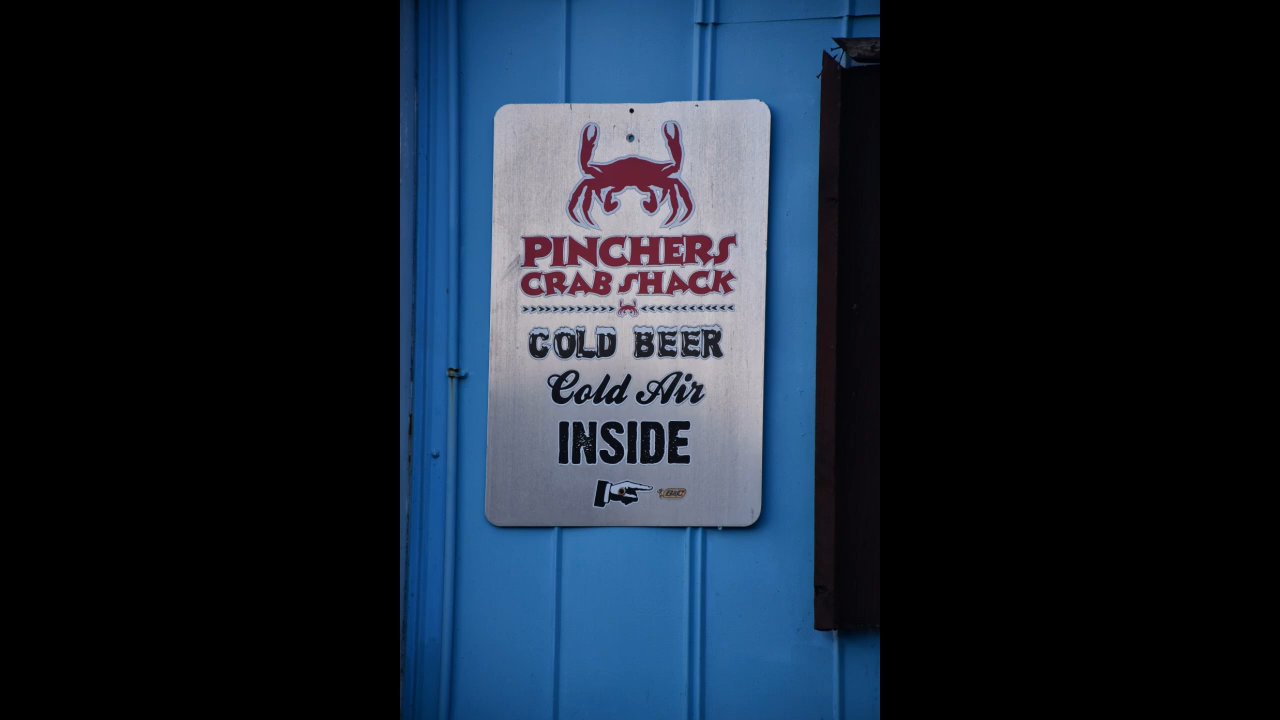 PINCHERS
CRAB SHACK
COLD BEER
Cold Air
INSIDE